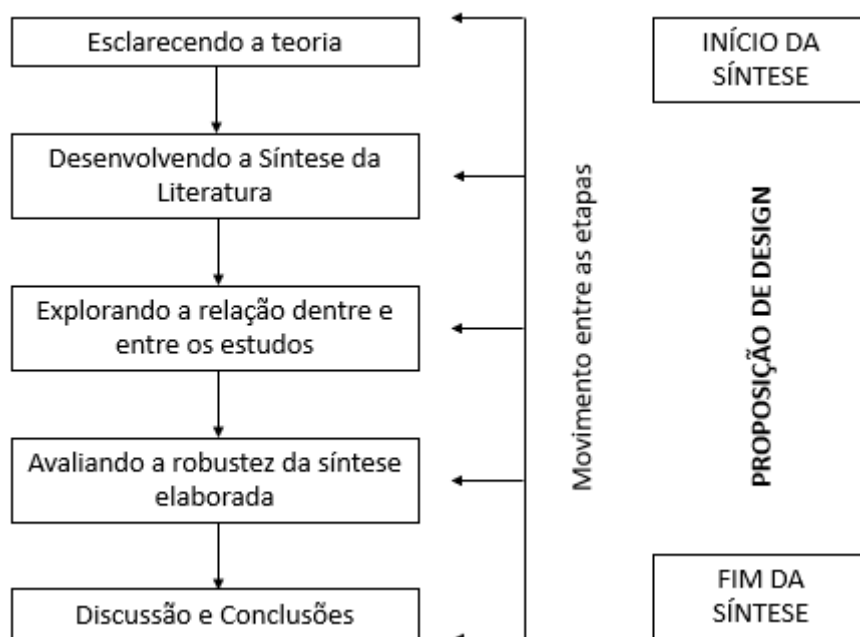 Esclarecendo a teoria
Desenvolvendo a Síntese da
Literatura
Explorando a relação dentre e
entre os estudos
Avaliando a robustez da síntese
elaborada
Discussão e Conclusões
Movimento entre as etapas
INÍCIO DA
SÍNTESE
PROPOSIÇÃO DE DESIGN
FIM DA
SÍNTESE